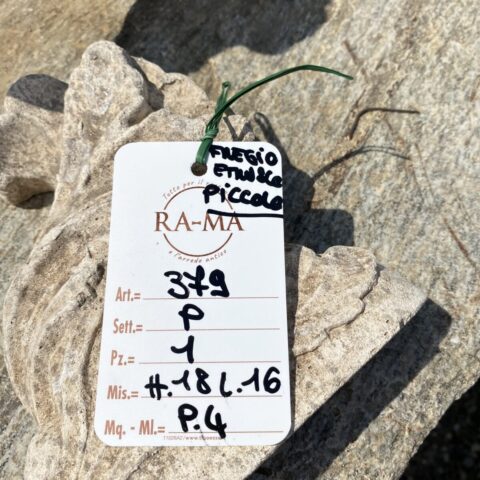 FREGIO
ETRUSCO
PICCOLO
Tutto per il
RA-MA
e l'arredo antico
Art.= 379
Sett.= P
Pz.= 1
Mis.= H.18 L.16
Mq. - Ml.= P.4